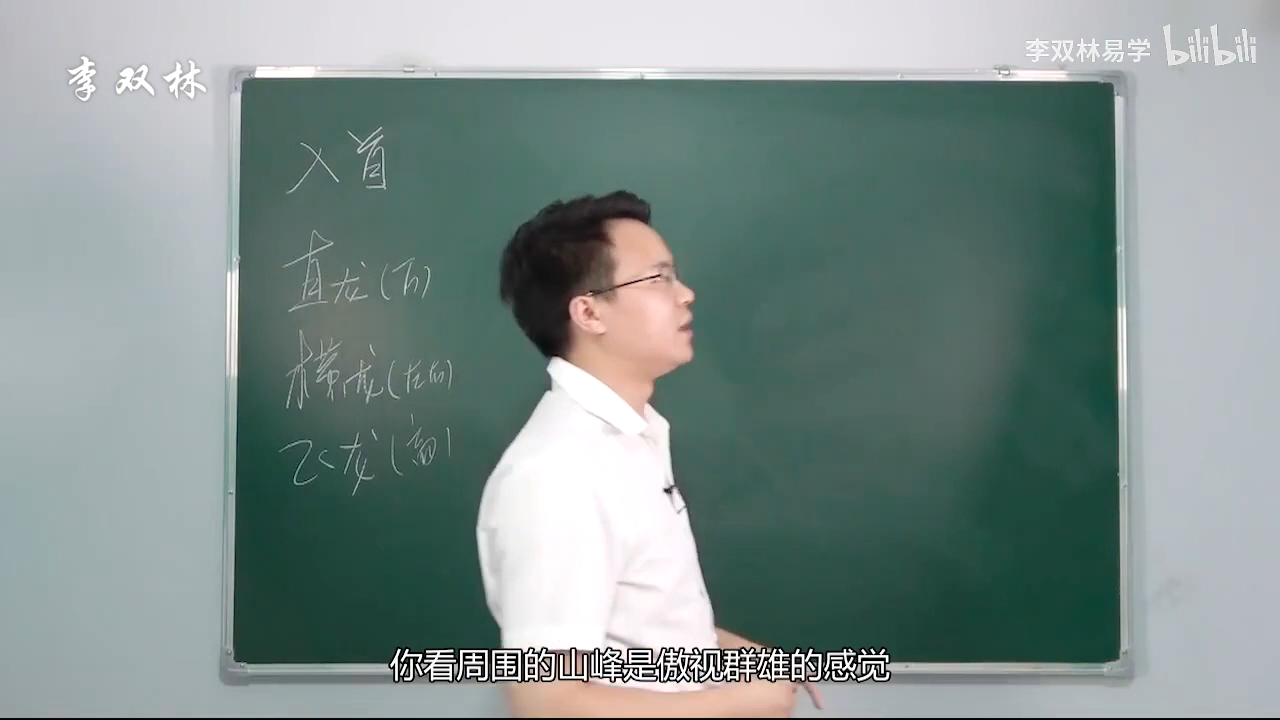 李双林
李双林易学 bilibili
入首
直龙(后)
横龙(左右)
飞龙(高)
你看周围的山峰是傲视群雄的感觉